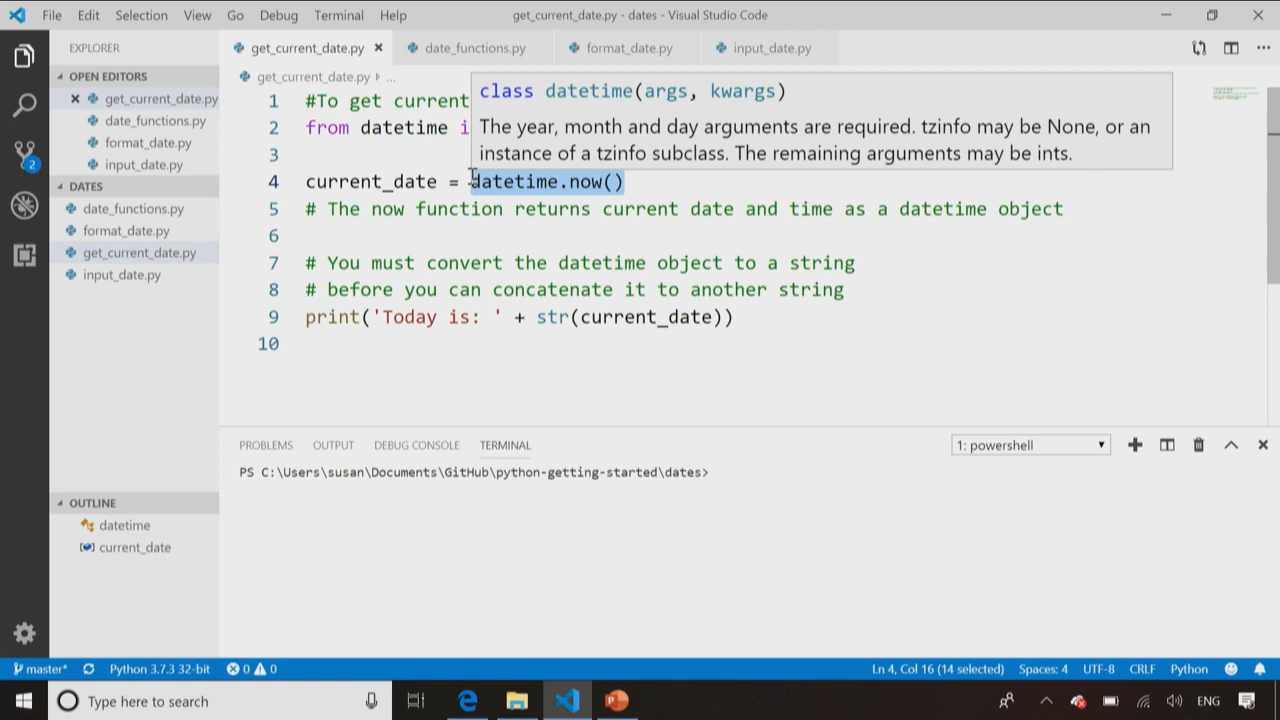 File Edit Selection View Go Debug Terminal Help get_current_date.py - dates - Visual Studio Code
EXPLORER
OPEN EDITORS
get_current_date.py
date_functions.py
format_date.py
input_date.py
DATES
date_functions.py
format_date.py
get_current_date.py
input_date.py
OUTLINE
datetime
current_date
get_current_date.py date_functions.py format_date.py input_date.py
get_current_date.py ...
class datetime(args, kwargs)
The year, month and day arguments are required. tzinfo may be None, or an
instance of a tzinfo subclass. The remaining arguments may be ints.
1 #To get current
2 from datetime i
3
4 current_date = datetime.now()
5 # The now function returns current date and time as a datetime object
6
7 # You must convert the datetime object to a string
8 # before you can concatenate it to another string
9 print('Today is: ' + str(current_date))
10
PROBLEMS OUTPUT DEBUG CONSOLE TERMINAL 1: powershell
PS C:\Users\susan\Documents\GitHub\python-getting-started\dates>
2
master* Python 3.7.3 32-bit 0 0 Ln 4, Col 16 (14 selected) Spaces: 4 UTF-8 CRLF Python
Type here to search ENG